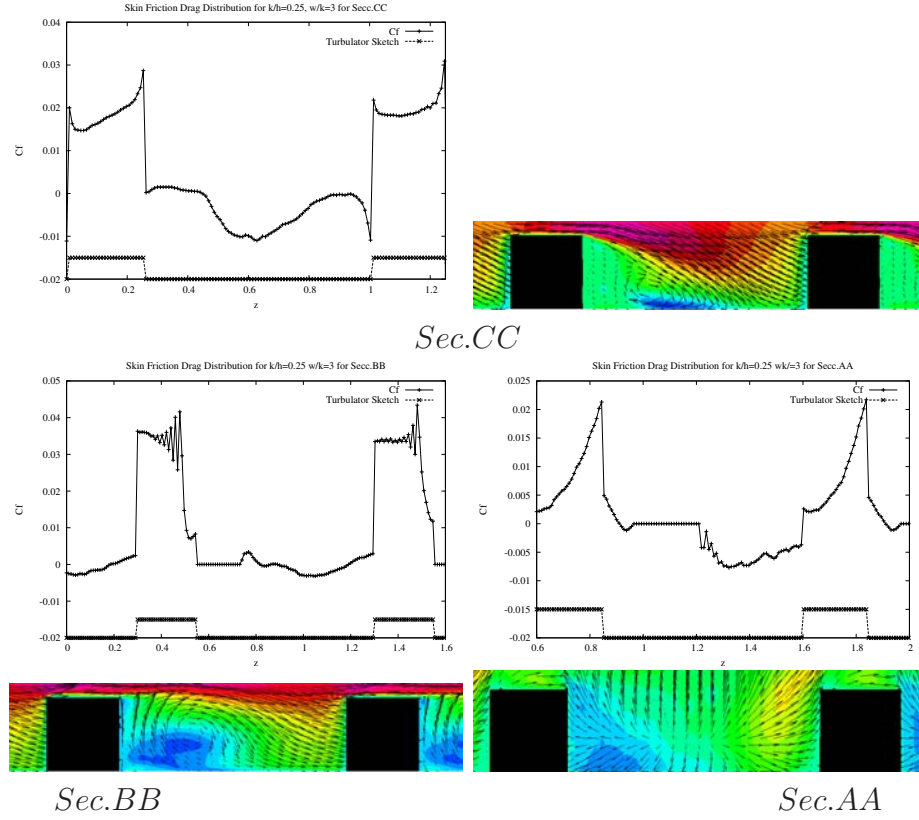 Skin Friction Drag Distribution for k/h=0.25, w/k=3 for Secc.CC
Cf
Turbulator Sketch
0.04
0.03
0.02
0.01
0
-0.01
-0.02
Cf
0
0.2
0.4
0.6
0.8
1
1.2
z
Sec.CC
Skin Friction Drag Distribution for k/h=0.25 w/k=3 for Secc.BB
Cf
Turbulator Sketch
0.05
0.04
0.03
0.02
0.01
0
-0.01
-0.02
Cf
0
0.2
0.4
0.6
0.8
1
1.2
1.4
1.6
z
Skin Friction Drag Distribution for k/h=0.25 wk/=3 for Secc.AA
Cf
Turbulator Sketch
0.025
0.02
0.015
0.01
0.005
0
-0.005
-0.01
-0.015
-0.02
Cf
0.6
0.8
1
1.2
1.4
1.6
1.8
2
z
Sec.BB
Sec.AA